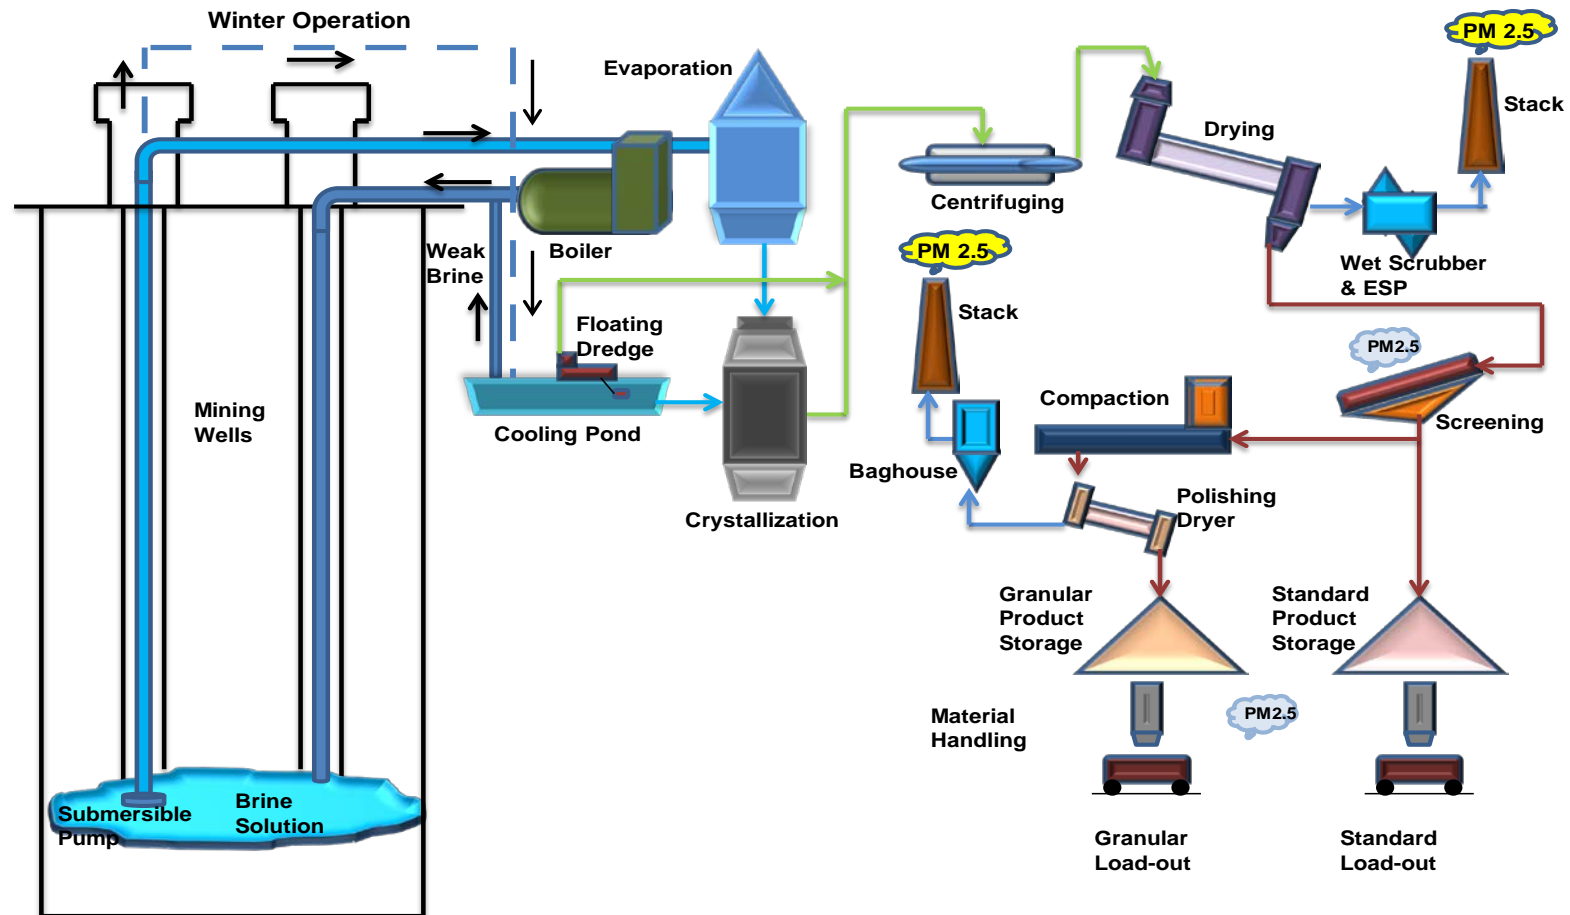 Winter Operation
Evaporation
PM 2.5
Stack
Drying
Centrifuging
Wet Scrubber
& ESP
Weak
Brine
Boiler
PM 2.5
Stack
Floating
Dredge
PM2.5
Mining
Wells
Cooling Pond
Compaction
Screening
Baghouse
Crystallization
Polishing
Dryer
Granular
Product
Storage
Standard
Product
Storage
Material
Handling
PM2.5
Submersible
Pump
Brine
Solution
Granular
Load-out
Standard
Load-out